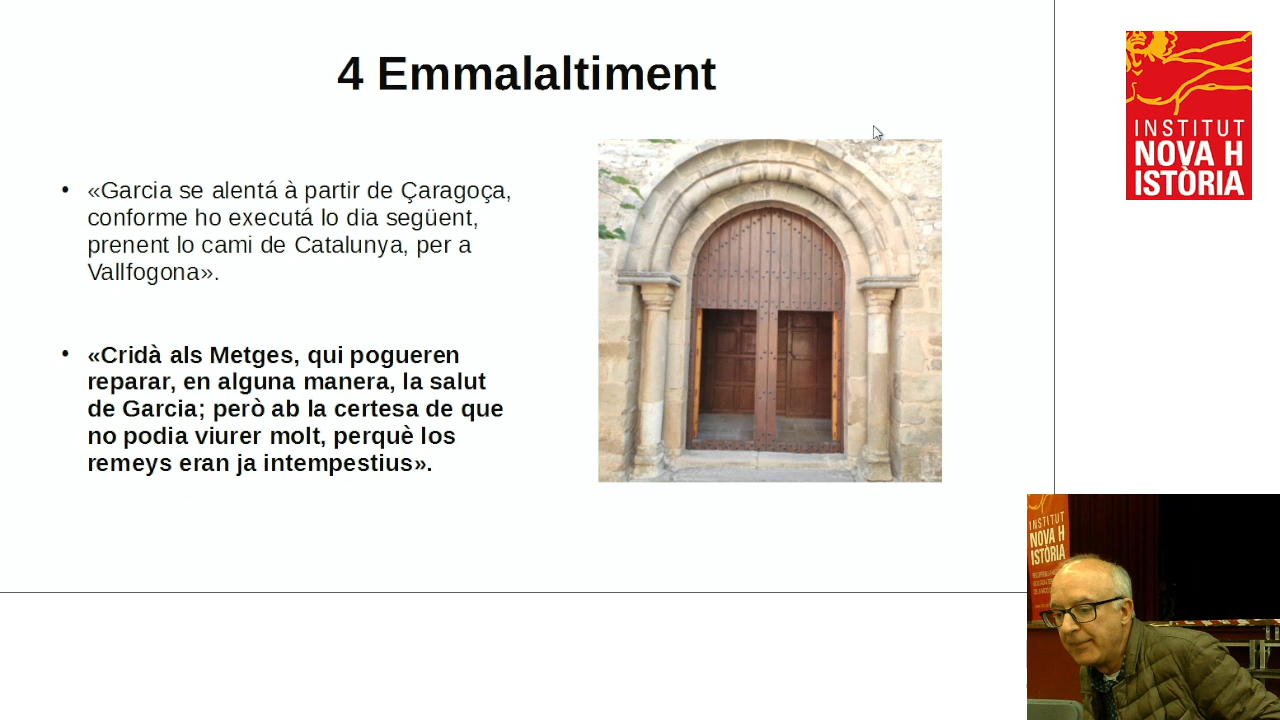 4 Emmalaltiment
• «Garcia se alentá à partir de Çaragoça,
conforme ho executá lo dia següent,
prenent lo cami de Catalunya, per a
Vallfogona».
• «Cridà als Metges, qui pogueren
reparar, en alguna manera, la salut
de Garcia; però ab la certesa de que
no podia viurer molt, perquè los
remeys eran ja intempestius».
INSTITUT
NOVA H
ISTÒRIA
INSTITUT
NOVA H
ISTÒRIA